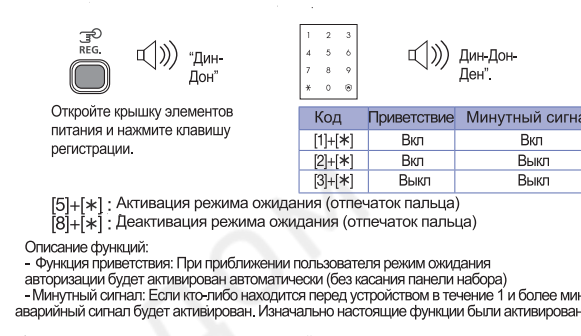 REG.
“Дин-
Дон”
1 2 3
4 5 6
7 8 9
* 0
Дин-Дон-
Ден”.
Откройте крышку элементов
питания и нажмите клавишу
регистрации.
Код Приветствие Минутный сигна
[1]+[*] Вкл Вкл
[2]+[*] Вкл Выкл
[3]+[*] Выкл Выкл
[5]+[*] : Активация режима ожидания (отпечаток пальца)
[8]+[*] : Деактивация режима ожидания (отпечаток пальца)
Описание функций:
- Функция приветствия: При приближении пользователя режим ожидания
авторизации будет активирован автоматически (без касания панели набора)
- Минутный сигнал: Если кто-либо находится перед устройством в течение 1 и более мин
аварийный сигнал будет активирован. Изначально настоящие функции были активирован